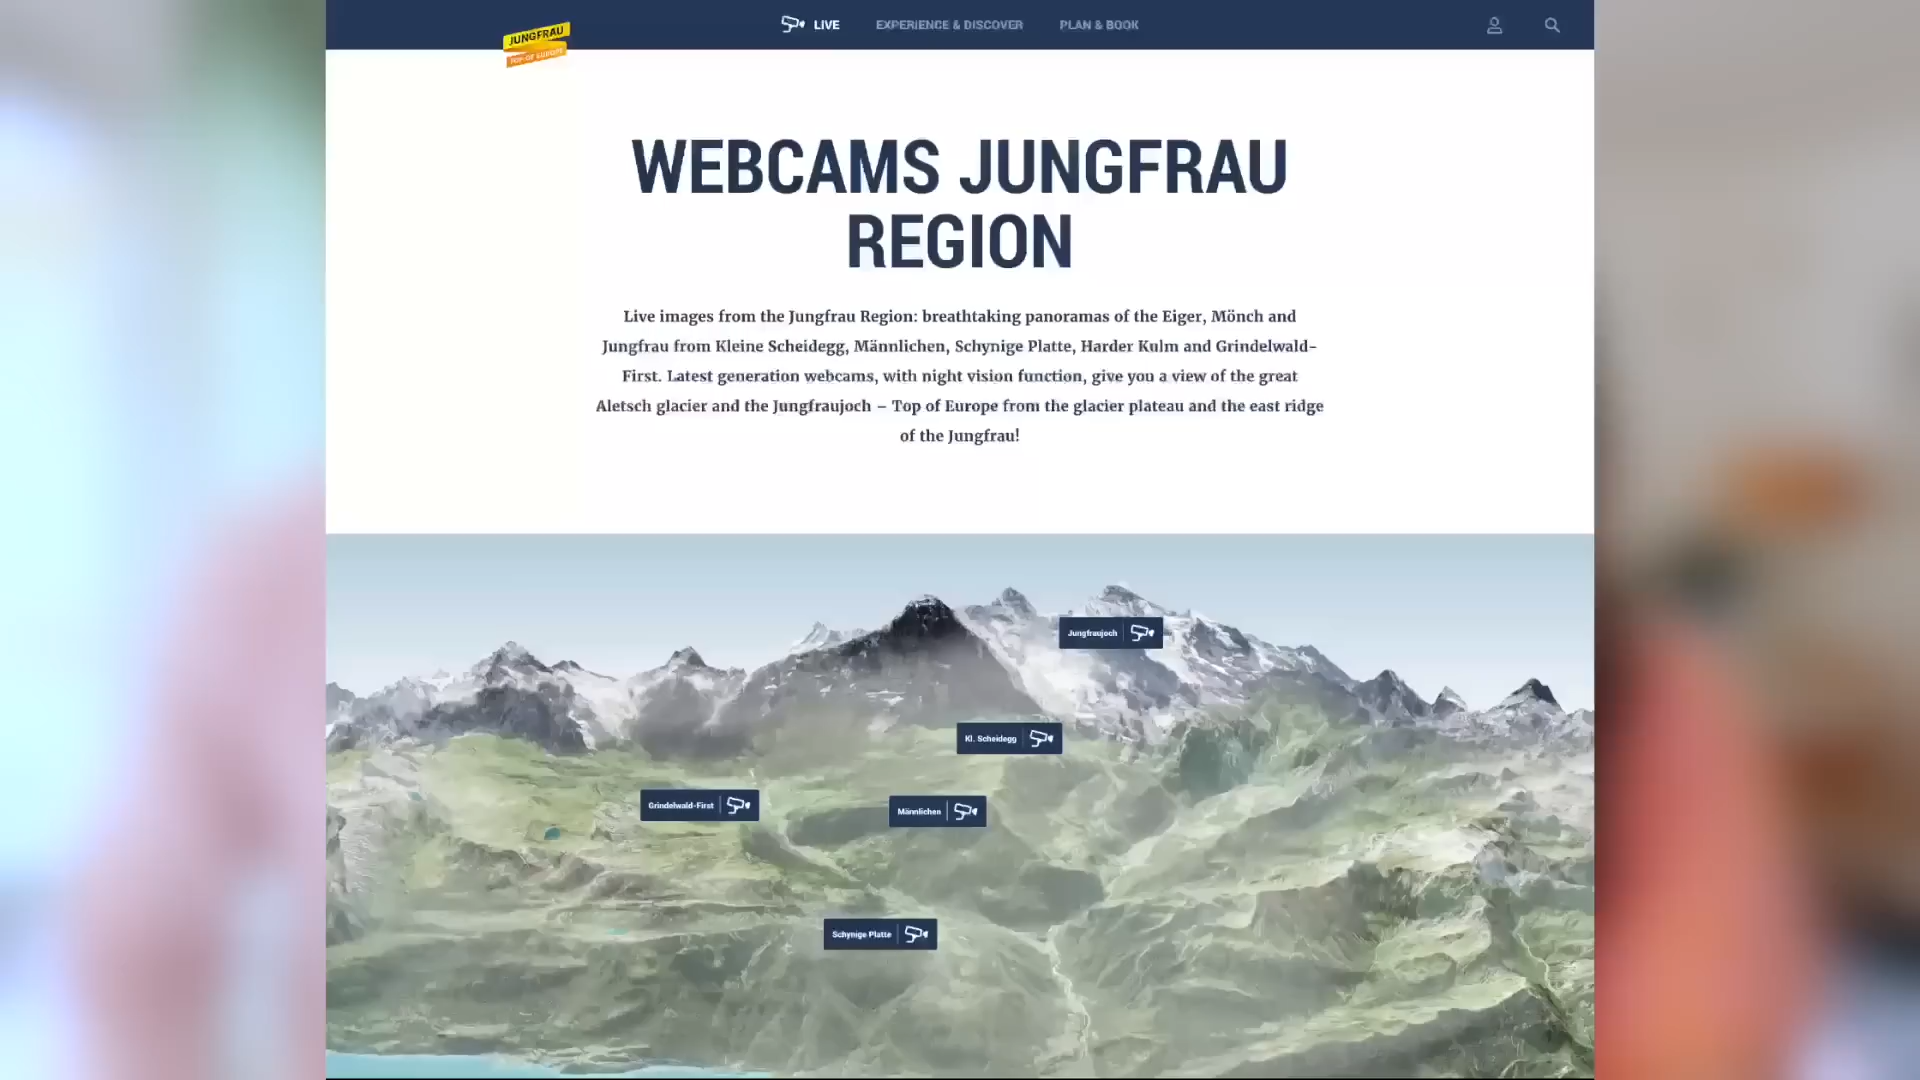 JUNGFRAU
TOP OF EUROPE
LIVE
EXPERIENCE & DISCOVER
PLAN & BOOK
WEBCAMS JUNGFRAU
REGION
Live images from the Jungfrau Region: breathtaking panoramas of the Eiger, Mönch and
Jungfrau from Kleine Scheidegg, Männlichen, Schynige Platte, Harder Kulm and Grindelwald-
First. Latest generation webcams, with night vision function, give you a view of the great
Aletsch glacier and the Jungfraujoch – Top of Europe from the glacier plateau and the east ridge
of the Jungfrau!
Jungfraujoch
Kl. Scheidegg
Grindelwald-First
Männlichen
Schynige Platte